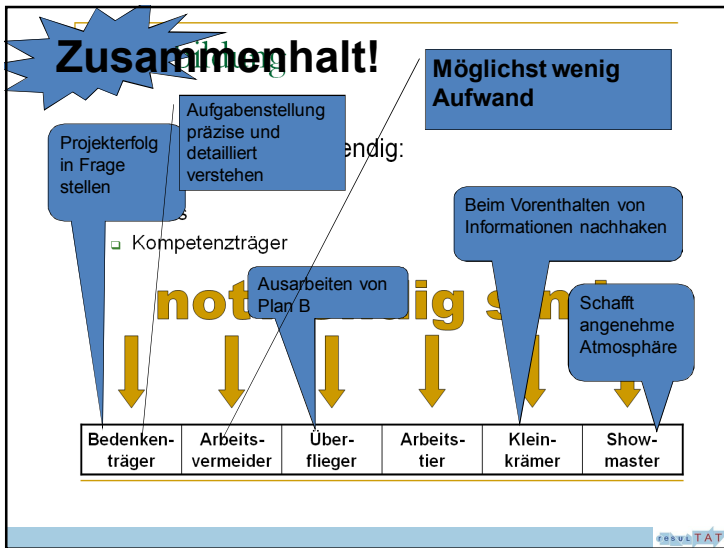 Zusammenhalt!
Möglichst wenig
Aufwand
Aufgabenstellung
präzise und
detailliert
verstehen
Projekterfolg
in Frage
stellen
Kompetenzträger
Beim Vorenthalten von
Informationen nachhaken
Ausarbeiten von
Plan B
Schafft
angenehme
Atmosphäre
Bedenken-
träger
Arbeits-
vermeider
Über-
flieger
Arbeits-
tier
Klein-
krämer
Show-
master
resulTAT